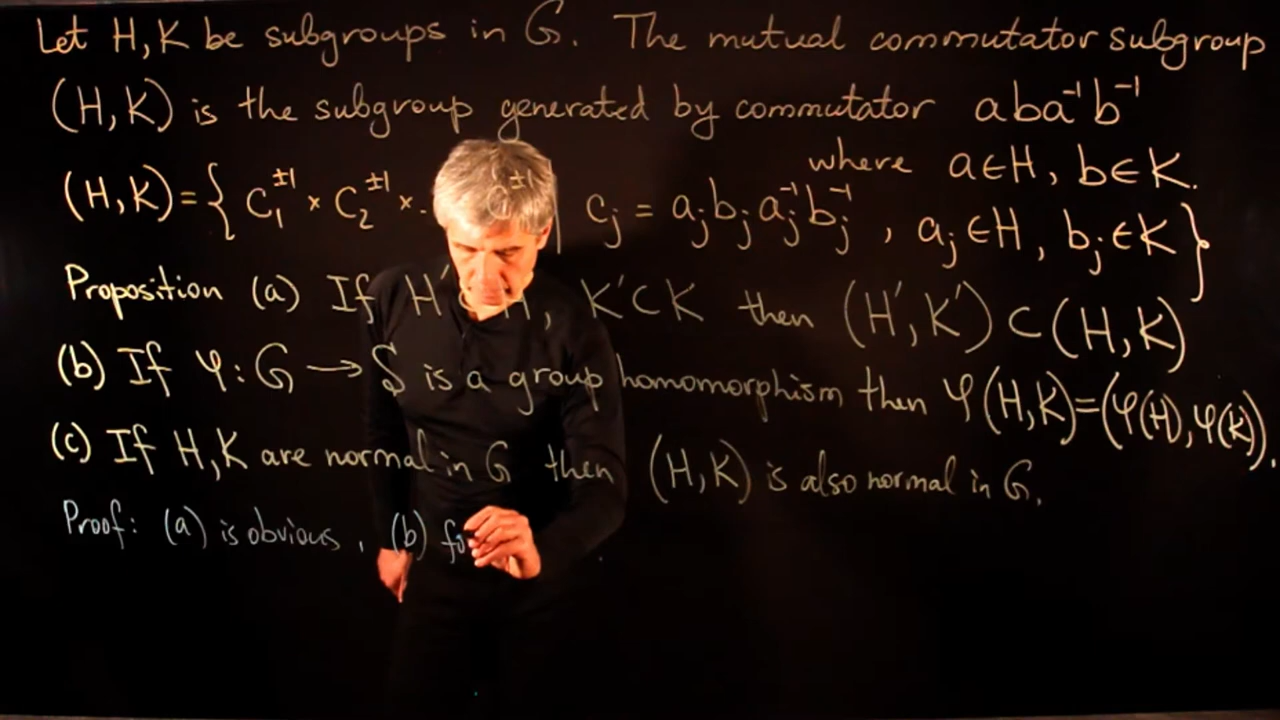 Let H, K be subgroups in G. The mutual commutator subgroup
(H, K) is the subgroup generated by commutator aba⁻¹b⁻¹
where a∈H, b∈K.
(H, K) = { C₁^±1 × C₂^±1 × .. C^±1 | Cⱼ = aⱼbⱼaⱼ⁻¹bⱼ⁻¹, aⱼ∈H, bⱼ∈K }
Proposition (a) If H'⊂H, K'⊂K then (H', K') ⊂ (H, K)
(b) If φ: G → S is a group homomorphism then φ(H, K) = (φ(H), φ(K)).
(c) If H, K are normal in G then (H, K) is also normal in G.
Proof: (a) is obvious, (b) fo